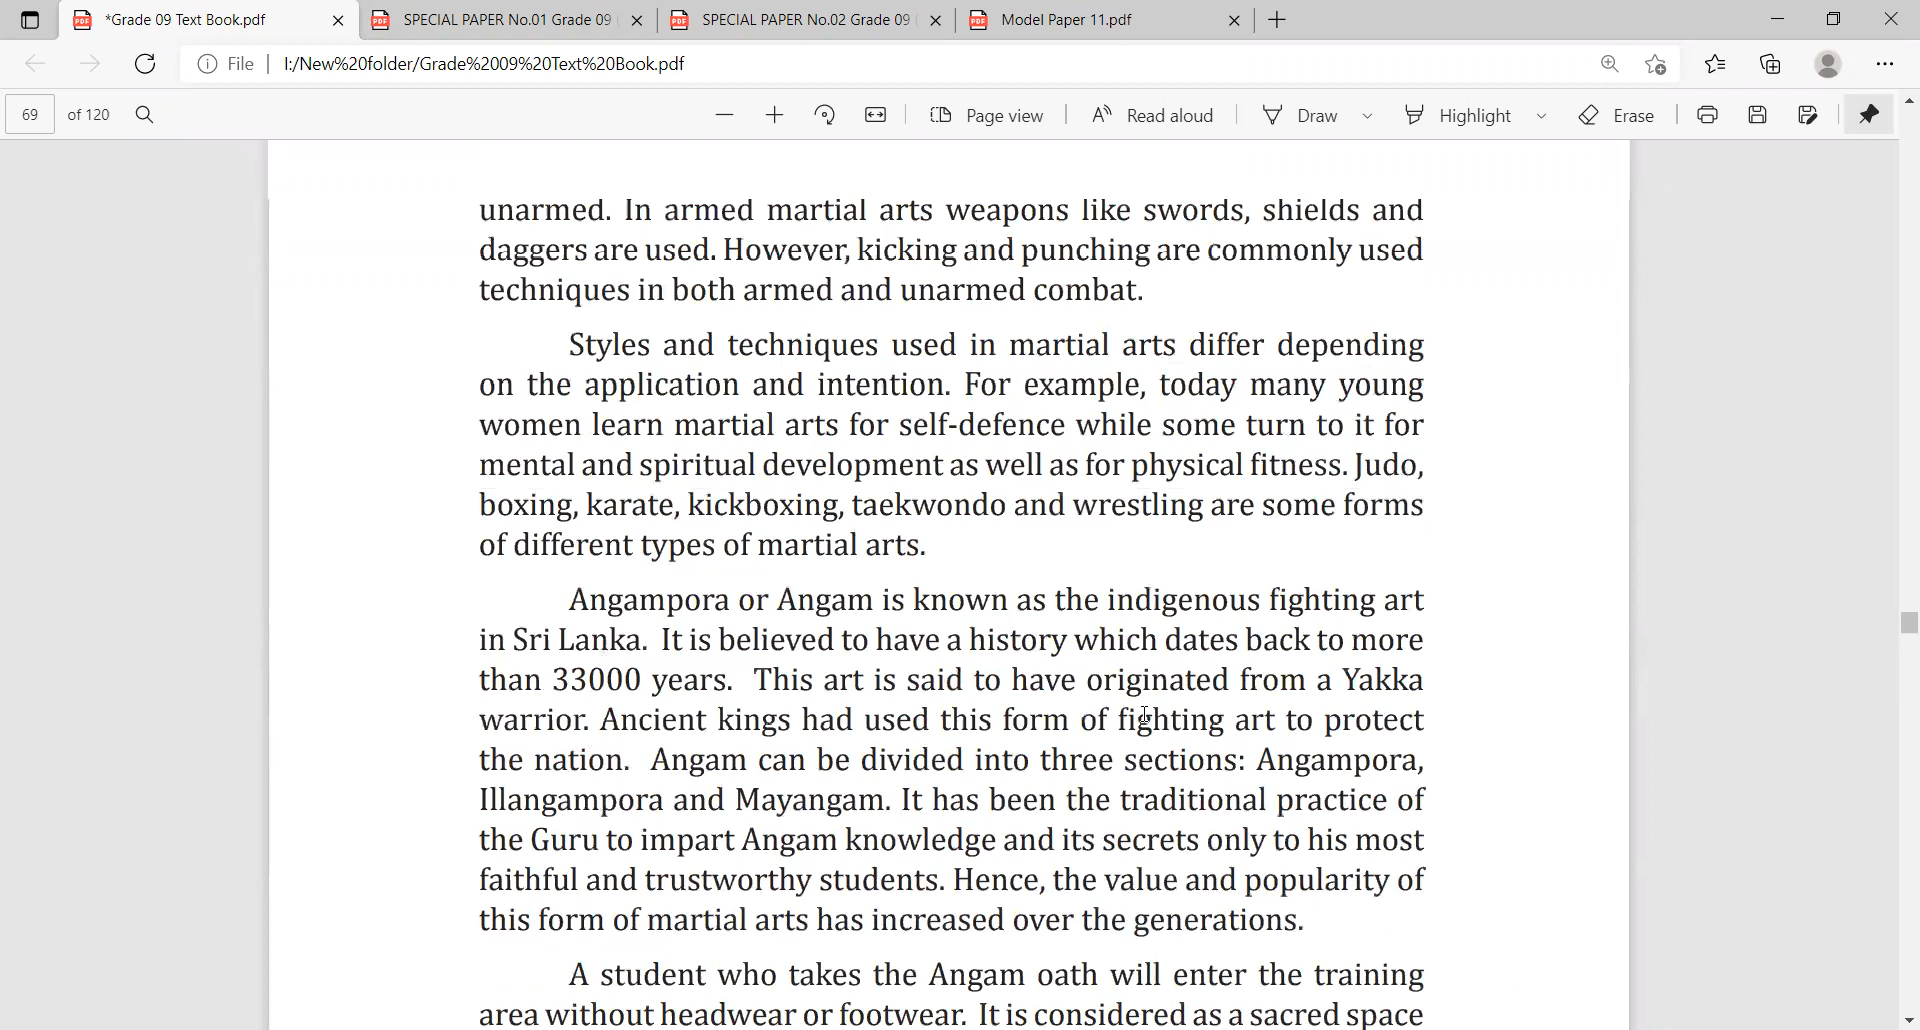 *Grade 09 Text Book.pdf
SPECIAL PAPER No.01 Grade 09
SPECIAL PAPER No.02 Grade 09
Model Paper 11.pdf
File
I:/New%20folder/Grade%2009%20Text%20Book.pdf
69 of 120
Page view
Read aloud
Draw
Highlight
Erase
unarmed. In armed martial arts weapons like swords, shields and
daggers are used. However, kicking and punching are commonly used
techniques in both armed and unarmed combat.
Styles and techniques used in martial arts differ depending
on the application and intention. For example, today many young
women learn martial arts for self-defence while some turn to it for
mental and spiritual development as well as for physical fitness. Judo,
boxing, karate, kickboxing, taekwondo and wrestling are some forms
of different types of martial arts.
Angampora or Angam is known as the indigenous fighting art
in Sri Lanka. It is believed to have a history which dates back to more
than 33000 years. This art is said to have originated from a Yakka
warrior. Ancient kings had used this form of fighting art to protect
the nation. Angam can be divided into three sections: Angampora,
Illangampora and Mayangam. It has been the traditional practice of
the Guru to impart Angam knowledge and its secrets only to his most
faithful and trustworthy students. Hence, the value and popularity of
this form of martial arts has increased over the generations.
A student who takes the Angam oath will enter the training
area without headwear or footwear. It is considered as a sacred space